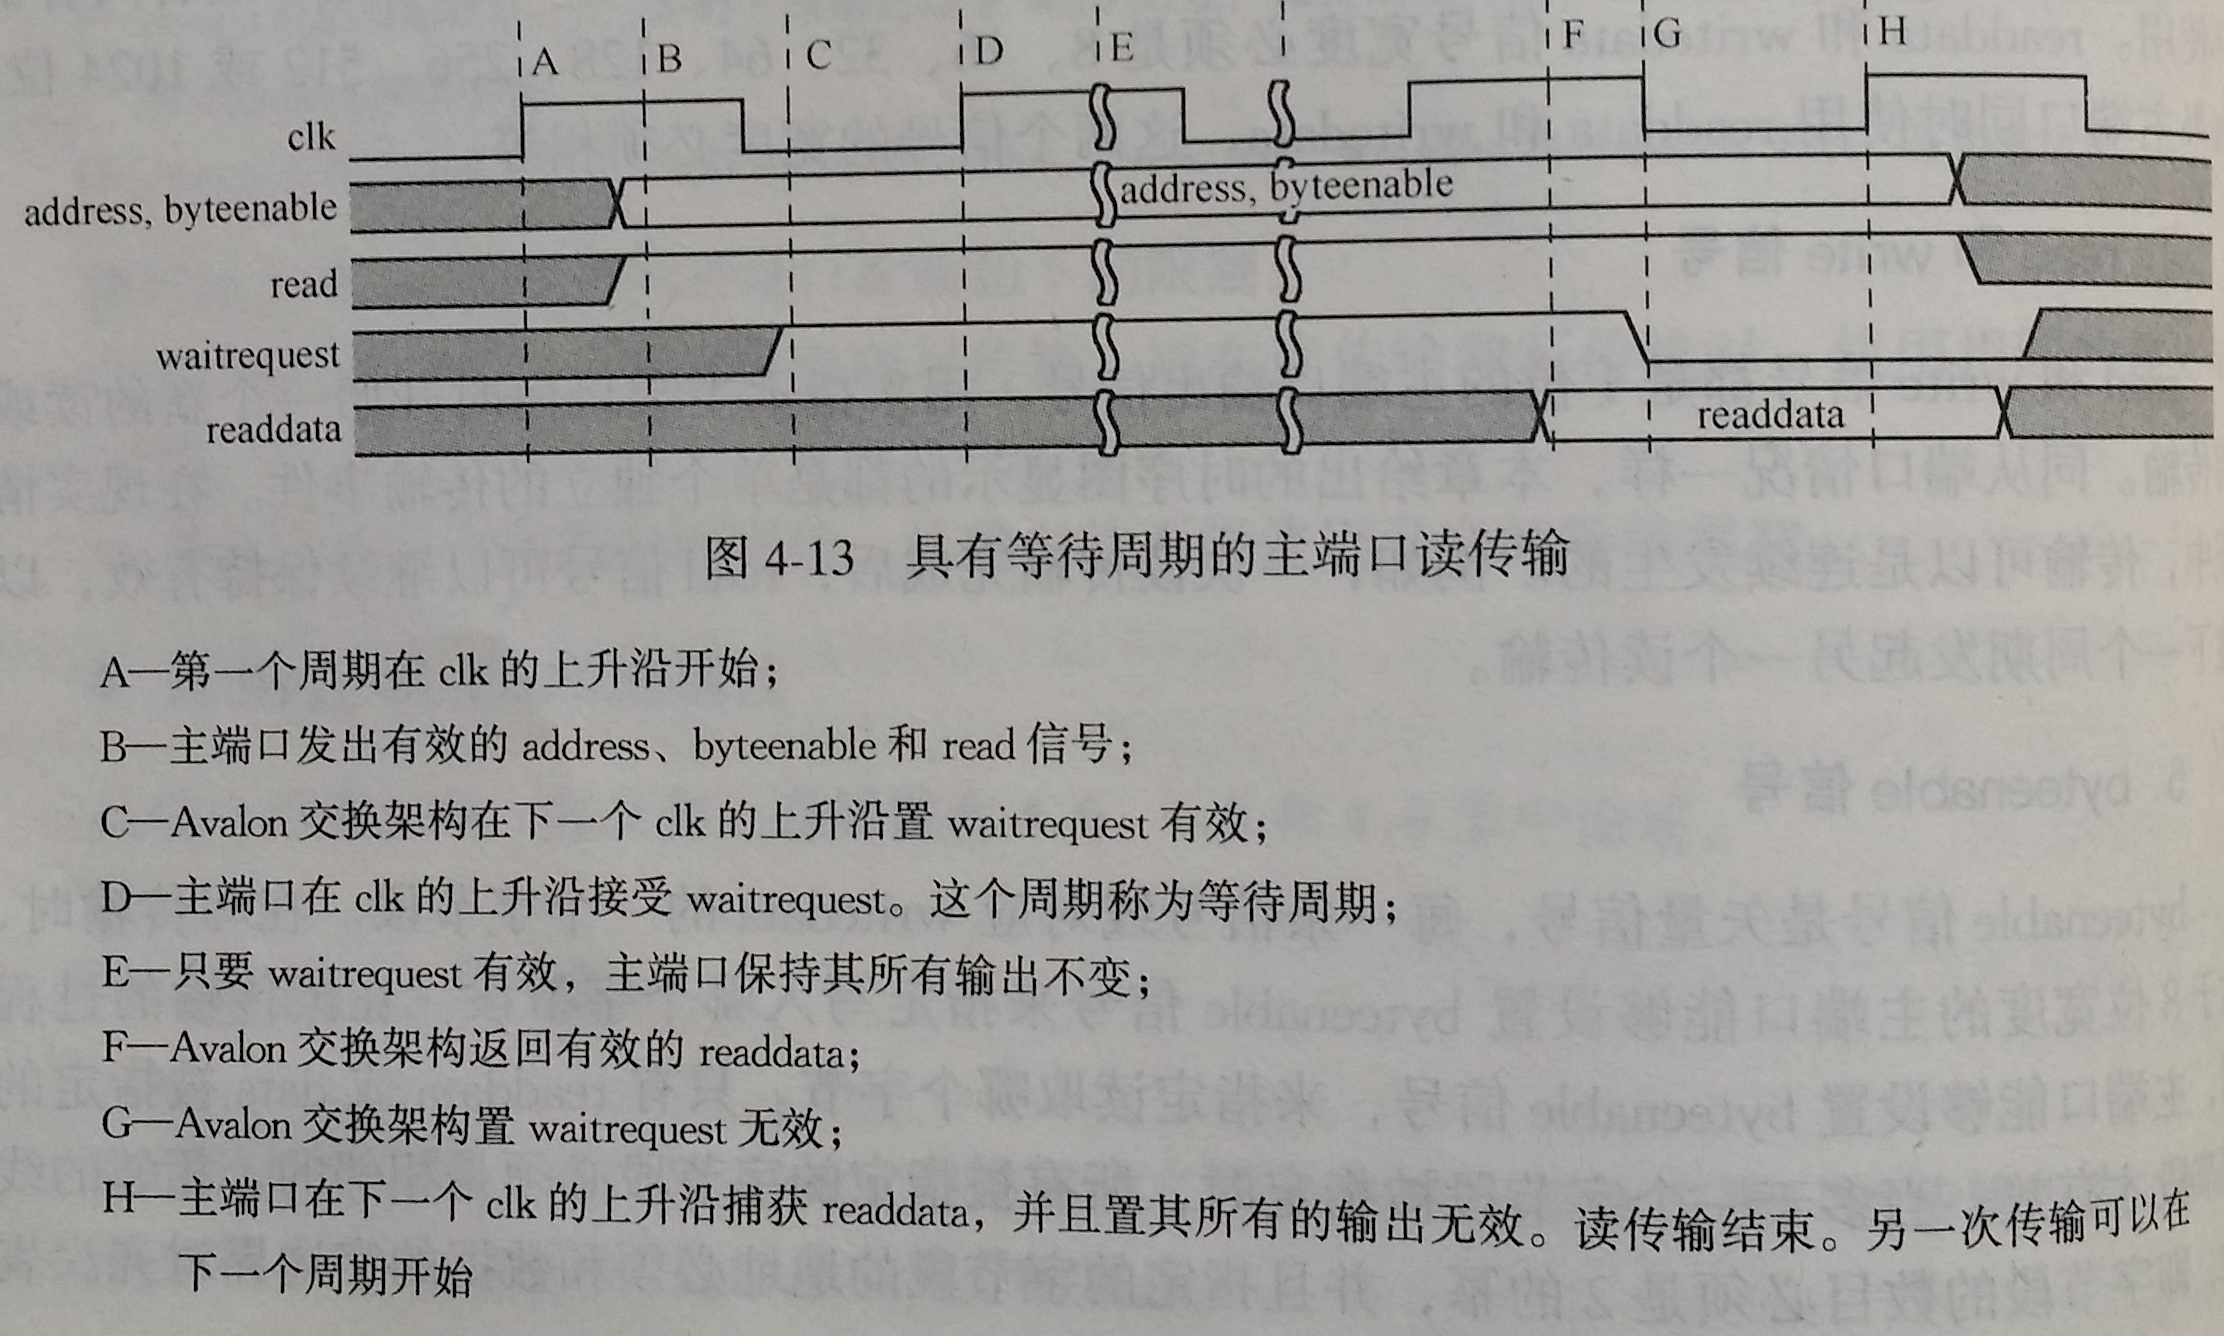 A B C D E F G H
clk
address, byteenable
address, byteenable
read
waitrequest
readdata
readdata
图 4-13 具有等待周期的主端口读传输
A—第一个周期在 clk 的上升沿开始；
B—主端口发出有效的 address、byteenable 和 read 信号；
C—Avalon 交换架构在下一个 clk 的上升沿置 waitrequest 有效；
D—主端口在 clk 的上升沿接受 waitrequest。这个周期称为等待周期；
E—只要 waitrequest 有效，主端口保持其所有输出不变；
F—Avalon 交换架构返回有效的 readdata；
G—Avalon 交换架构置 waitrequest 无效；
H—主端口在下一个 clk 的上升沿捕获 readdata，并且置其所有的输出无效。读传输结束。另一次传输可以在
下一个周期开始